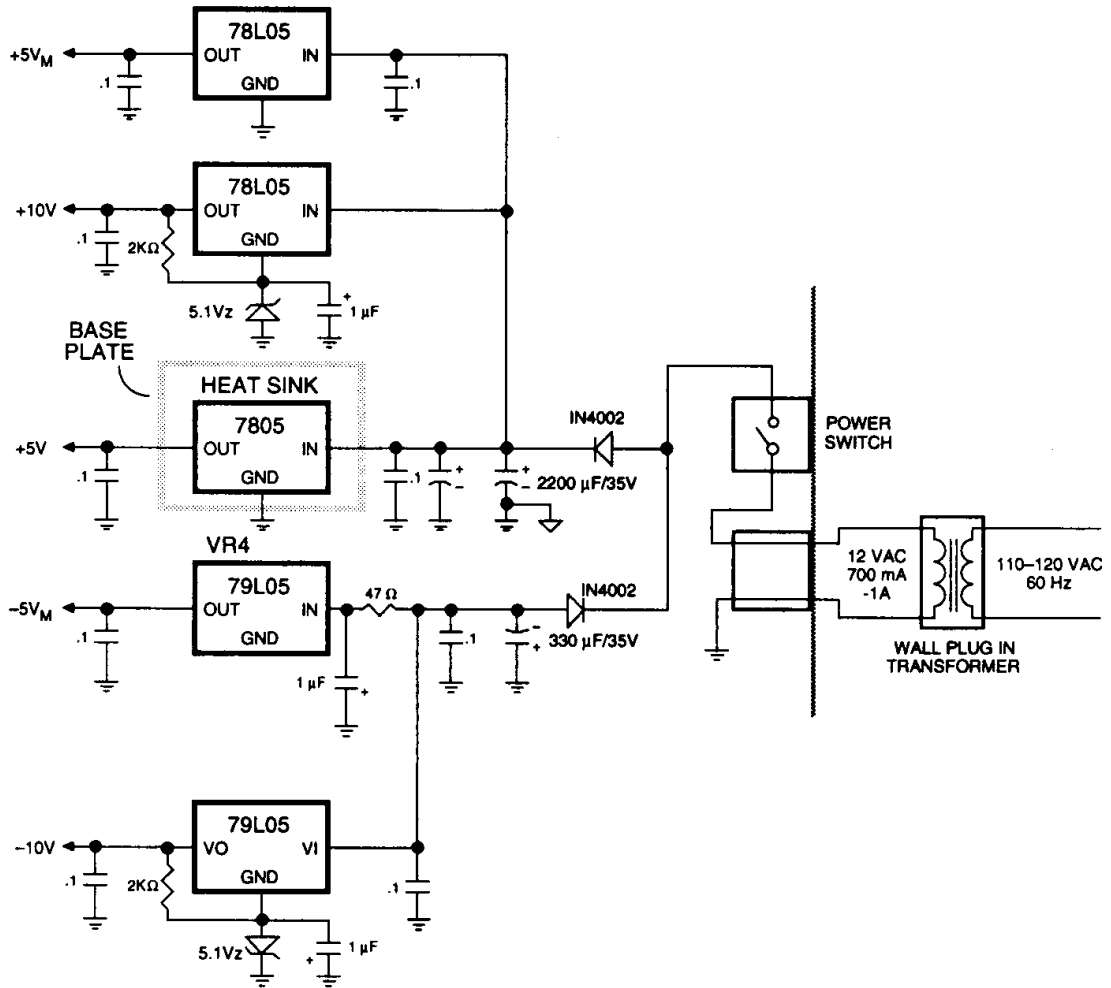 78L05
+5VM
OUT
IN
GND
.1
.1
78L05
+10V
OUT
IN
GND
.1
2KΩ
5.1Vz
+
1 µF
BASE
PLATE
HEAT SINK
7805
+5V
OUT
IN
GND
.1
.1
+
–
+
–
2200 µF/35V
IN4002
POWER
SWITCH
VR4
79L05
–5VM
OUT
IN
GND
.1
47 Ω
1 µF
+
.1
-
+
330 µF/35V
IN4002
12 VAC
700 mA
-1A
110–120 VAC
60 Hz
WALL PLUG IN
TRANSFORMER
79L05
–10V
VO
VI
GND
.1
2KΩ
.1
5.1Vz
+
1 µF